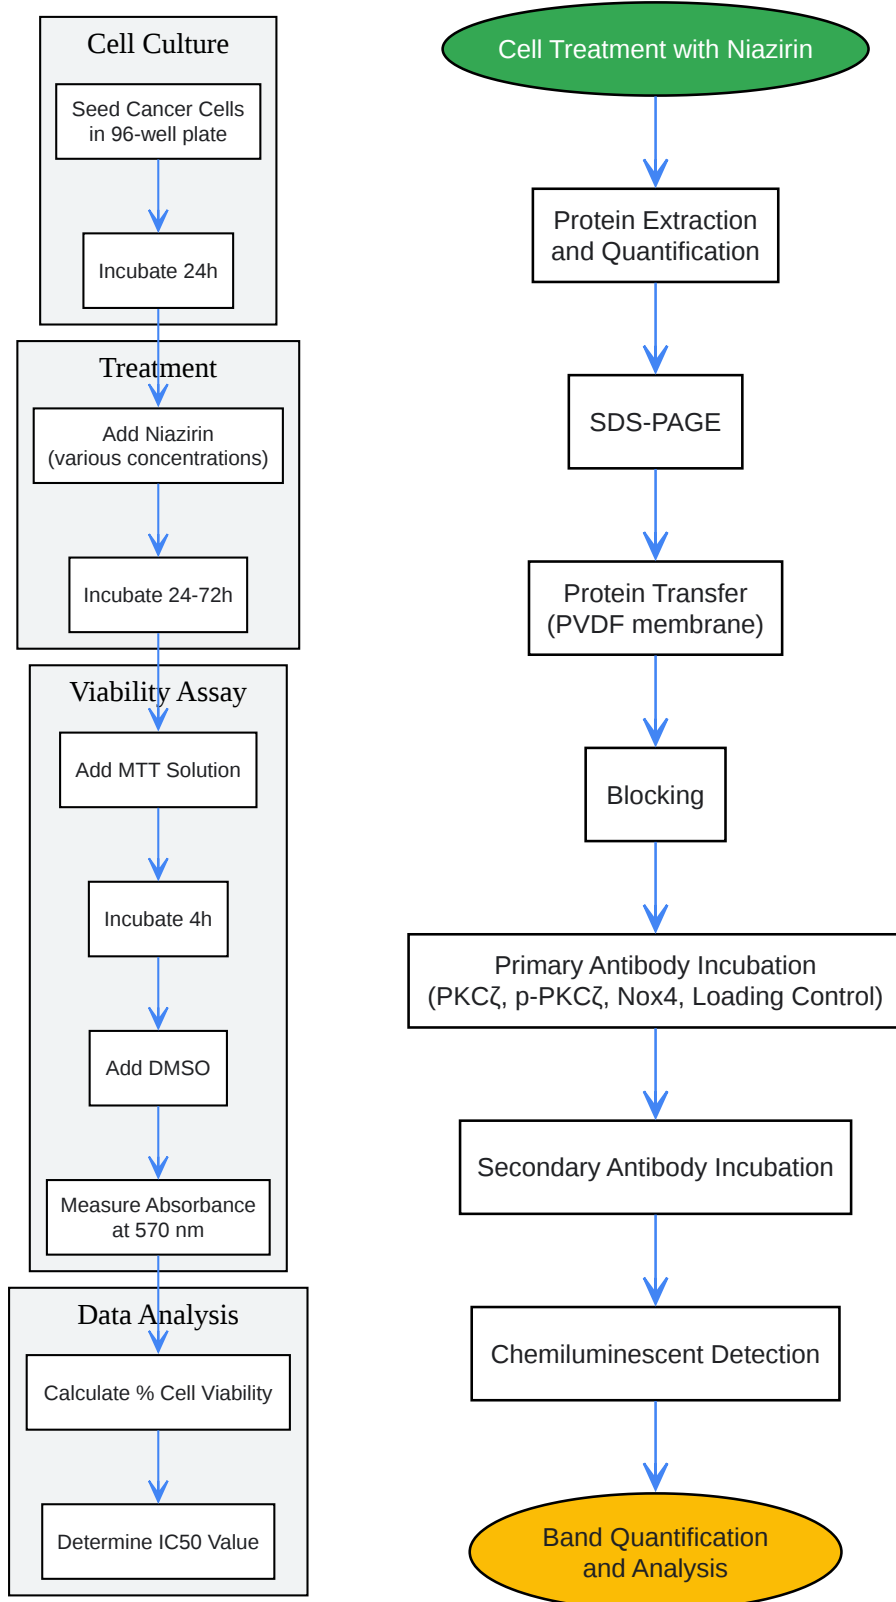 Cell Culture
Seed Cancer Cells
in 96-well plate
Incubate 24h
Treatment
Add Niazirin
(various concentrations)
Incubate 24-72h
Viability Assay
Add MTT Solution
Incubate 4h
Add DMSO
Measure Absorbance
at 570 nm
Data Analysis
Calculate % Cell Viability
Determine IC50 Value
Cell Treatment with Niazirin
Protein Extraction
and Quantification
SDS-PAGE
Protein Transfer
(PVDF membrane)
Blocking
Primary Antibody Incubation
(PKCζ, p-PKCζ, Nox4, Loading Control)
Secondary Antibody Incubation
Chemiluminescent Detection
Band Quantification
and Analysis